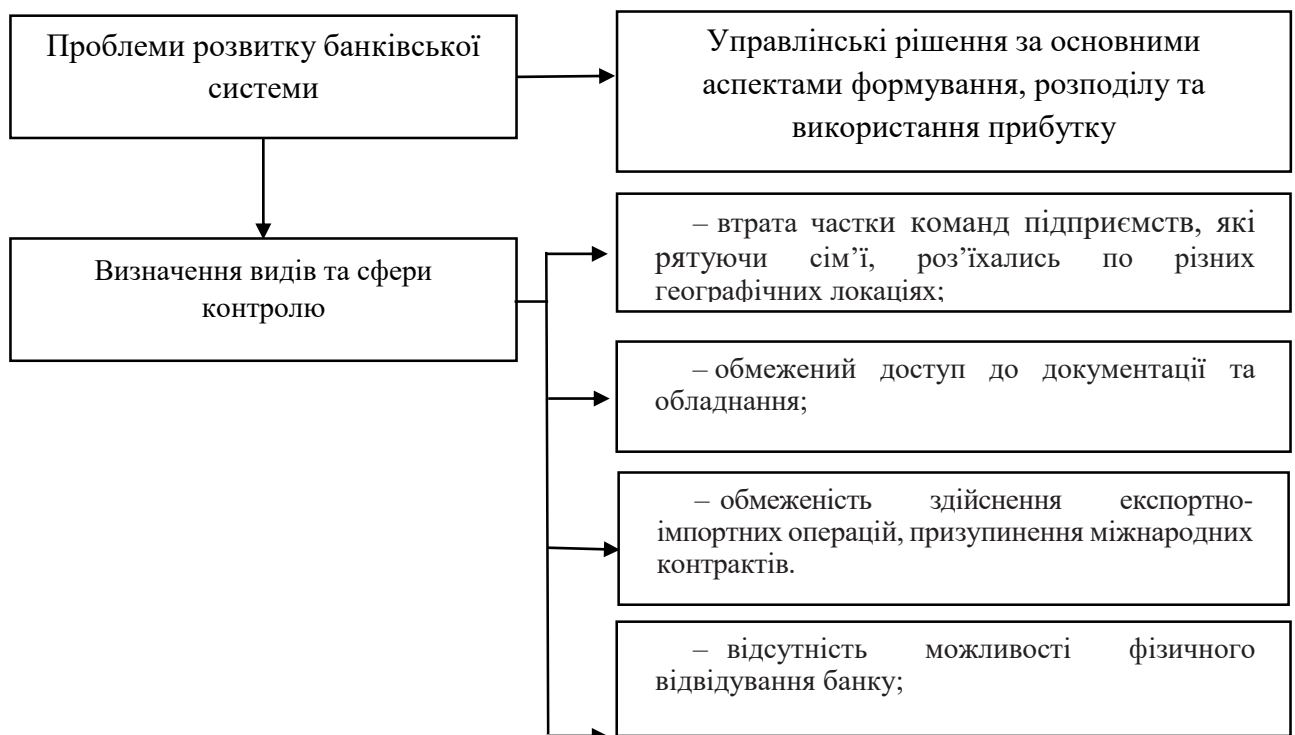 Проблеми розвитку банківської
системи
Управлінські рішення за основними
аспектами формування, розподілу та
використання прибутку
Визначення видів та сфери
контролю
– втрата частки команд підприємств, які
рятуючи сім’ї, роз’їхались по різних
географічних локаціях;
– обмежений доступ до документації та
обладнання;
– обмеженість здійснення експортно-
імпортних операцій, призупинення міжнародних
контрактів.
– відсутність можливості фізичного
відвідування банку;